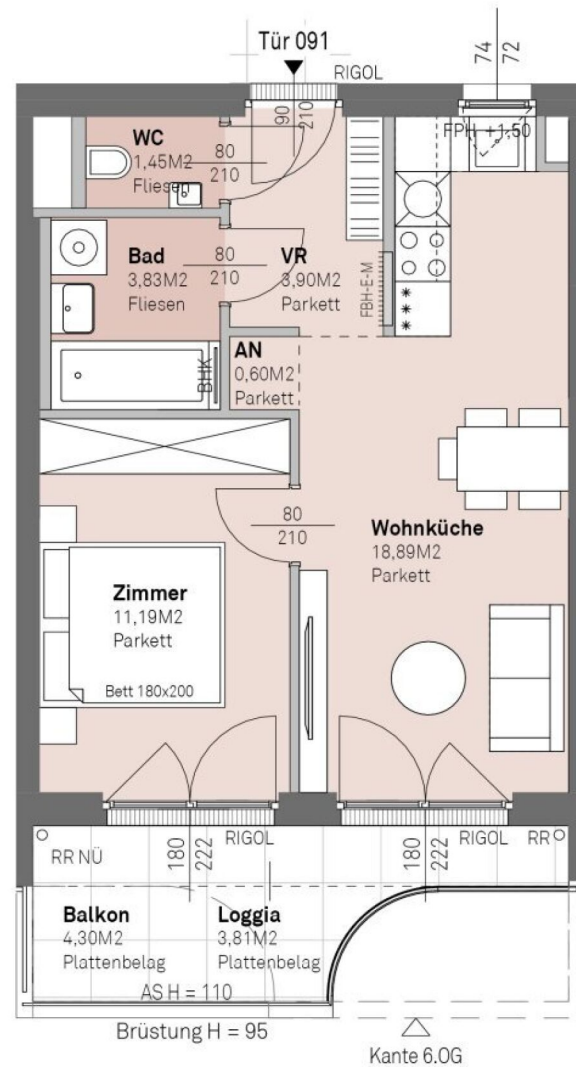 Tür 091
RIGOL
74
72
90
210
FPH +1,50
WC
1,45M2
Fliesen
80
210
Bad
3,83M2
Fliesen
80
210
VR
3,90M2
Parkett
FBH-E-M
AN
0,60M2
Parkett
BHK
80
210
Wohnküche
18,89M2
Parkett
Zimmer
11,19M2
Parkett
Bett 180x200
RR NÜ
180
222
RIGOL
180
222
RIGOL
RR
Balkon
4,30M2
Plattenbelag
Loggia
3,81M2
Plattenbelag
AS H = 110
Brüstung H = 95
Kante 6.OG